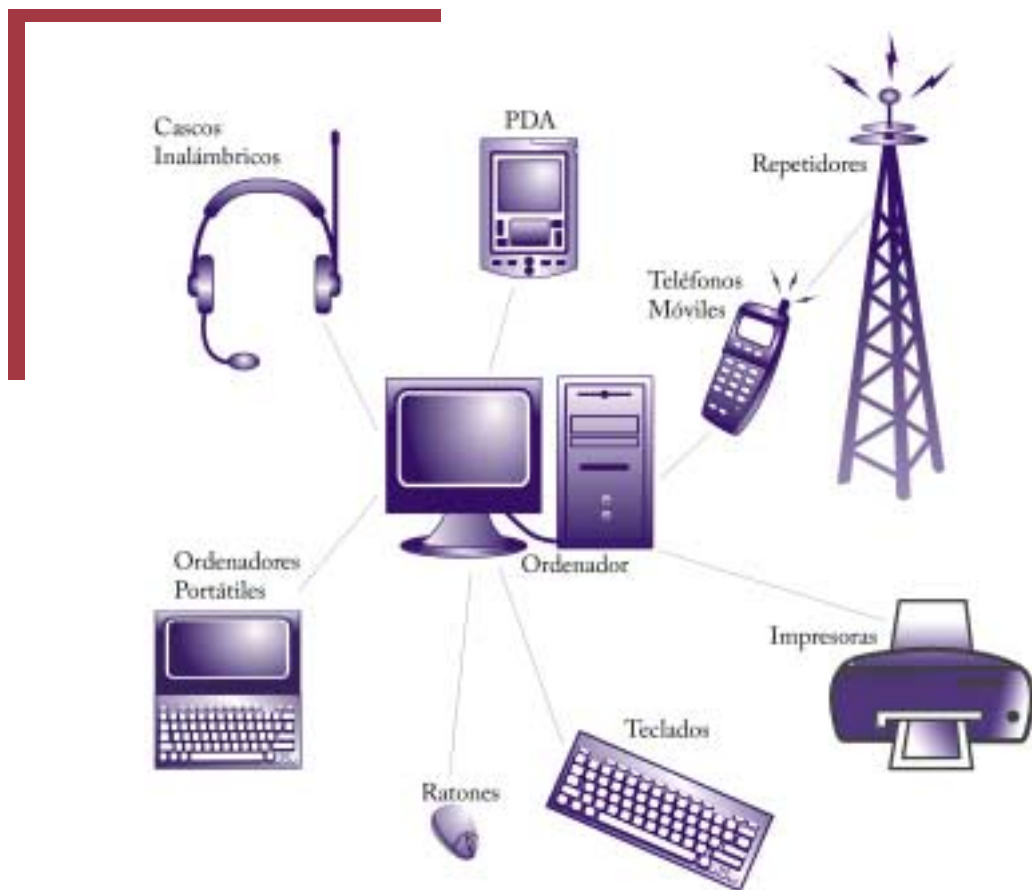 Cascos
Inalámbricos
PDA
Repetidores
Teléfonos
Móviles
Ordenador
Ordenadores
Portátiles
Impresoras
Teclados
Ratones